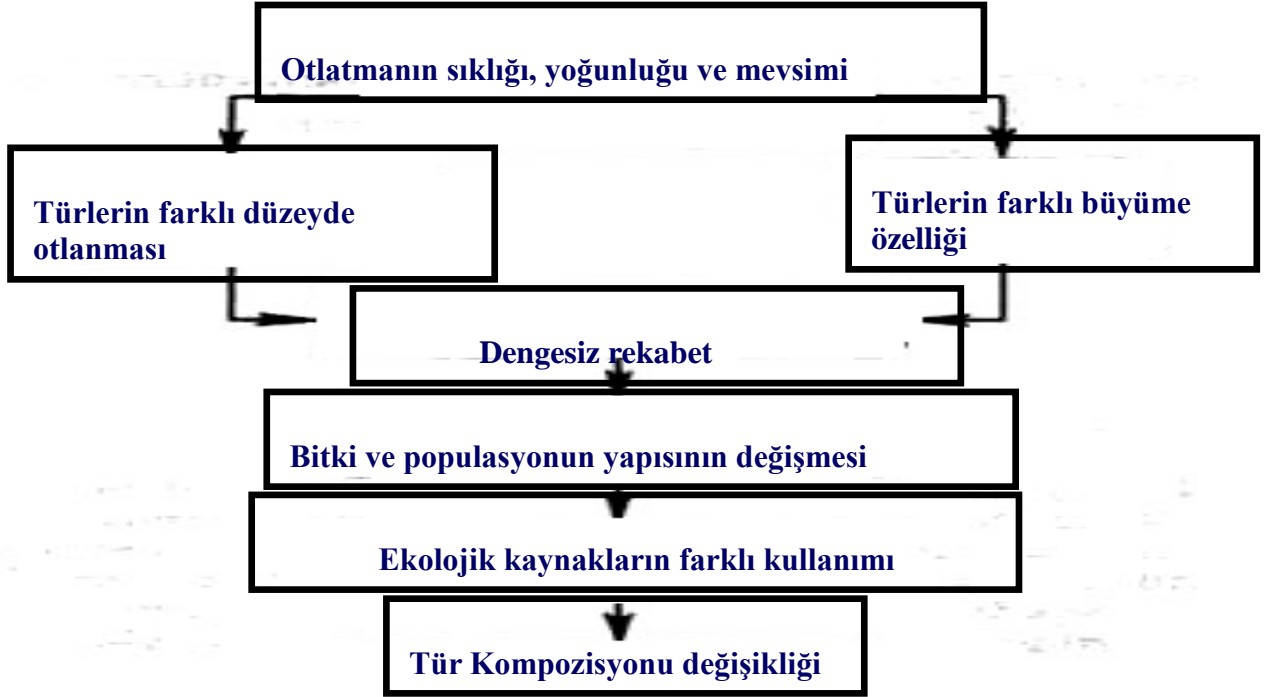 Otlatmanın sıklığı, yoğunluğu ve mevsimi
Türlerin farklı düzeyde
otlanması
Türlerin farklı büyüme
özelliği
Dengesiz rekabet
Bitki ve populasyonun yapısının değişmesi
Ekolojik kaynakların farklı kullanımı
Tür Kompozisyonu değişikliği